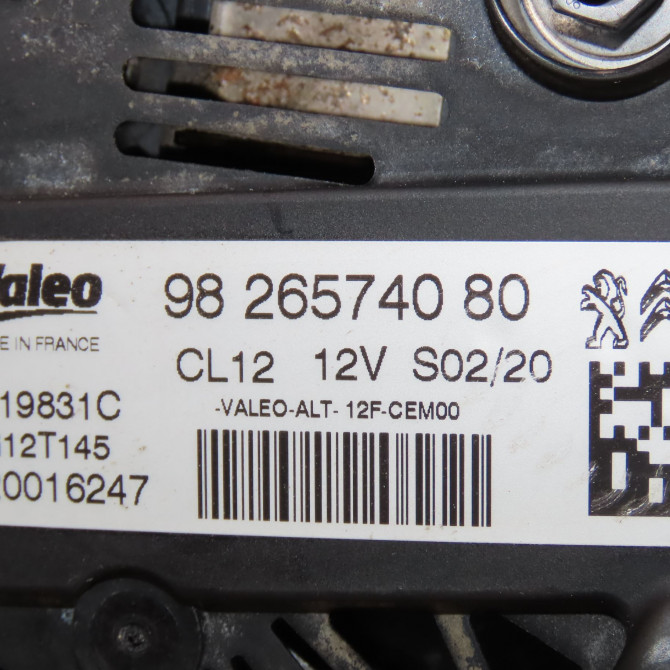 Valeo
98 265740 80
E IN FRANCE
CL12 12V S02/20
19831C
-VALEO-ALT- 12F-CEM00
12T145
0016247